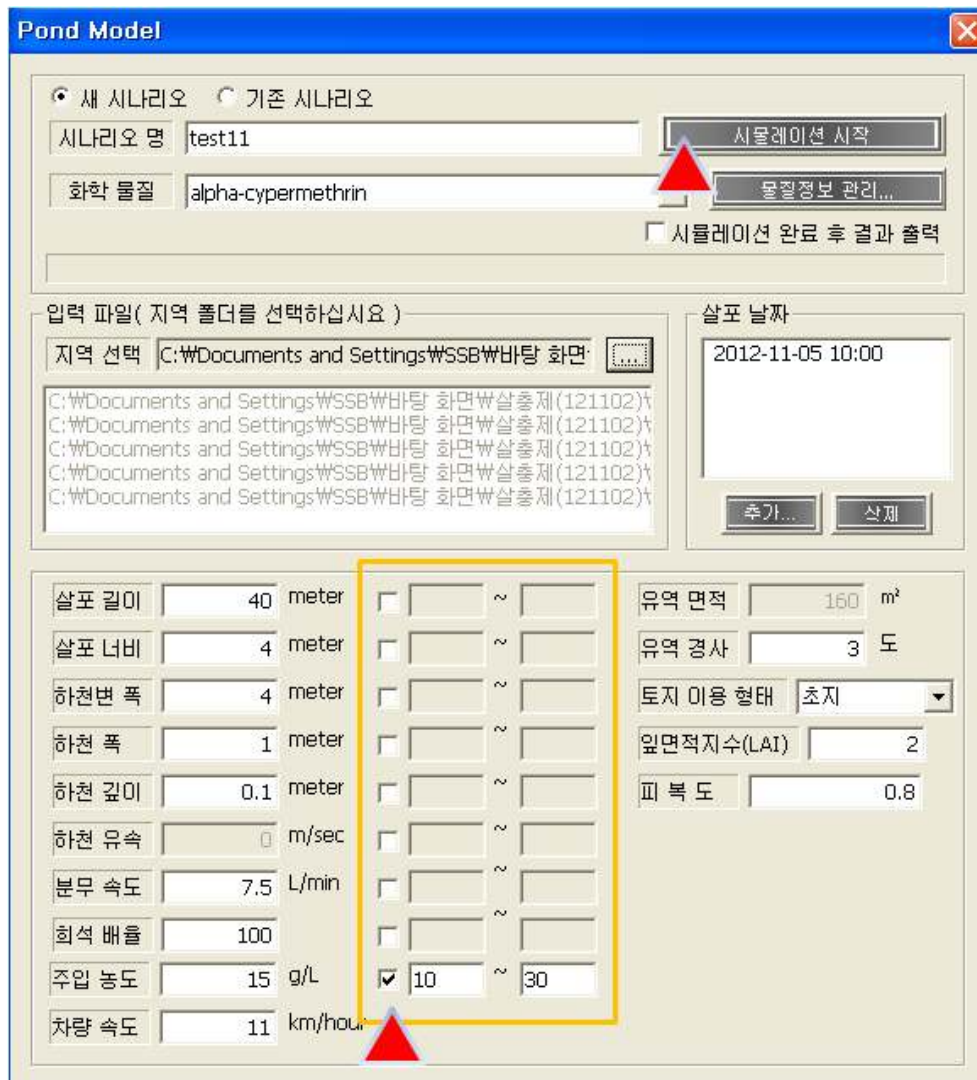 Pond Model
새 시나리오 기존 시나리오
시나리오 명 test11 시뮬레이션 시작
화학 물질 alpha-cypermethrin 물질정보 관리...
시뮬레이션 완료 후 결과 출력
입력 파일( 지역 폴더를 선택하십시요 ) 살포 날짜
지역 선택 C:₩Documents and Settings₩SSB₩바탕 화면 ... 2012-11-05 10:00
C:₩Documents and Settings₩SSB₩바탕 화면₩살충제(121102)₩
C:₩Documents and Settings₩SSB₩바탕 화면₩살충제(121102)₩
C:₩Documents and Settings₩SSB₩바탕 화면₩살충제(121102)₩
C:₩Documents and Settings₩SSB₩바탕 화면₩살충제(121102)₩
C:₩Documents and Settings₩SSB₩바탕 화면₩살충제(121102)₩
추가... 삭제
살포 길이 40 meter ~ 유역 면적 160 m²
살포 너비 4 meter ~ 유역 경사 3 도
하천변 폭 4 meter ~ 토지 이용 형태 초지
하천 폭 1 meter ~ 잎면적지수(LAI) 2
하천 깊이 0.1 meter ~ 피 복 도 0.8
하천 유속 0 m/sec ~
분무 속도 7.5 L/min ~
희석 배율 100 ~
주입 농도 15 g/L 10 ~ 30
차량 속도 11 km/hour